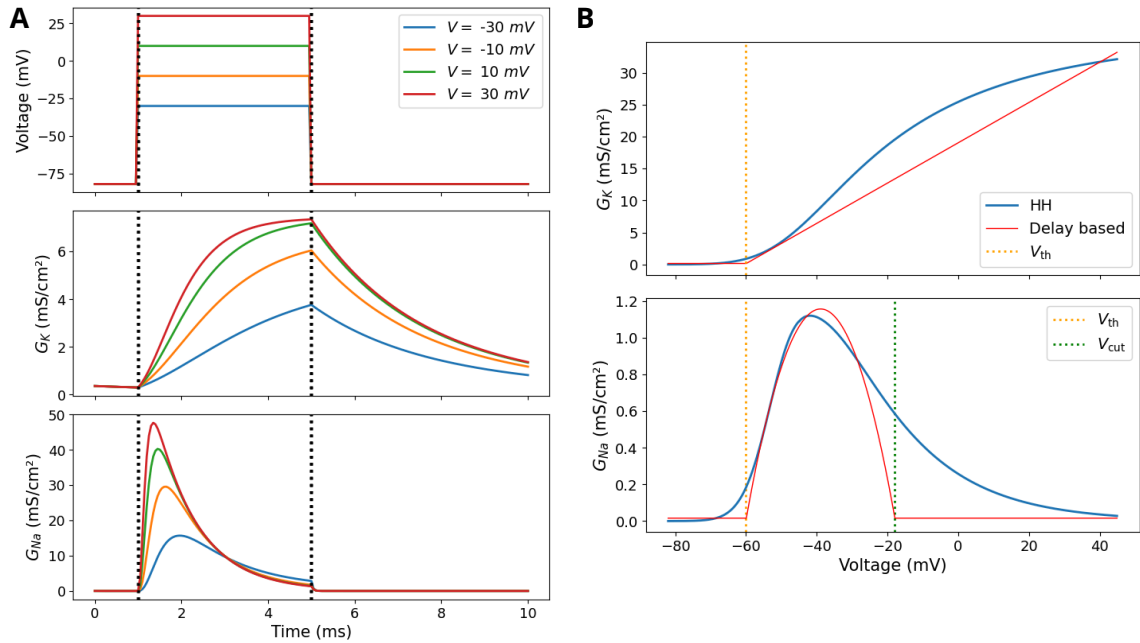 A
Voltage (mV)
25
0
−25
−50
−75
V = -30 mV
V = -10 mV
V = 10 mV
V = 30 mV
G_K (mS/cm²)
6
4
2
0
G_Na (mS/cm²)
50
40
30
20
10
0
0 2 4 6 8 10
Time (ms)
B
G_K (mS/cm²)
30
25
20
15
10
5
0
HH
Delay based
V_th
G_Na (mS/cm²)
1.2
1.0
0.8
0.6
0.4
0.2
0.0
V_th
V_cut
−80 −60 −40 −20 0 20 40
Voltage (mV)